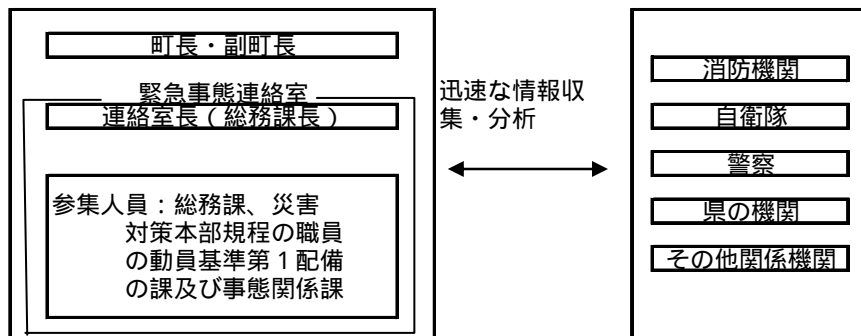 町長・副町長
緊急事態連絡室
連絡室長(総務課長)
参集人員：総務課、災害
対策本部規程の職員
の動員基準第１配備
の課及び事態関係課
迅速な情報収
集・分析
消防機関
自衛隊
警察
県の機関
その他関係機関